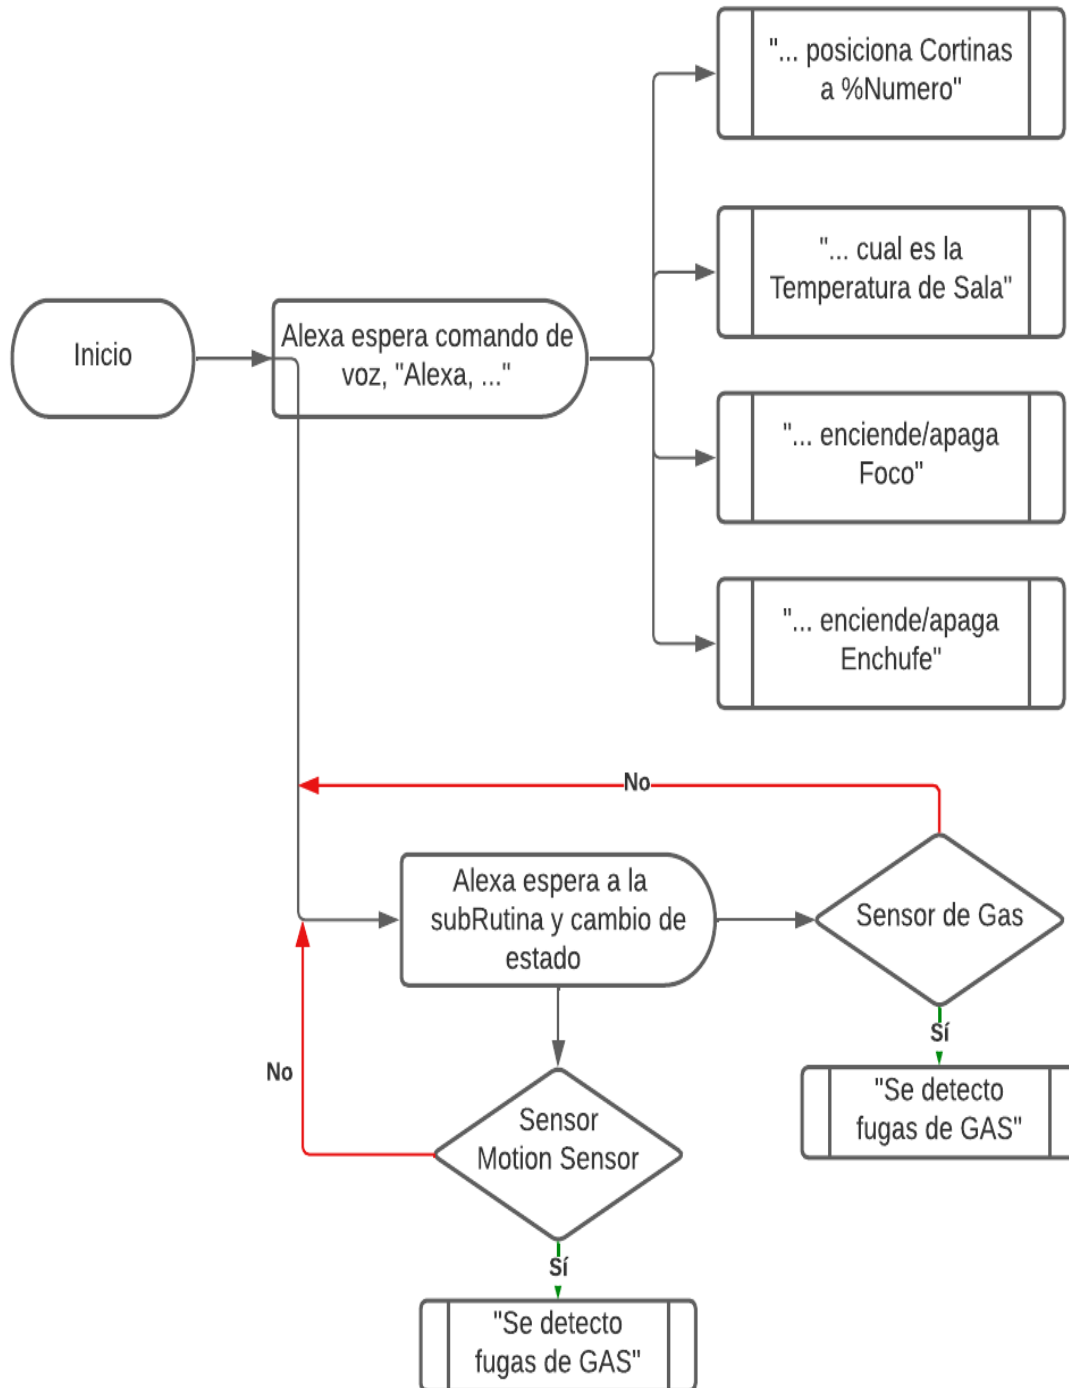 "... posiciona Cortinas
a %Numero"
"... cual es la
Temperatura de Sala"
Inicio
Alexa espera comando de
voz, "Alexa, ..."
"... enciende/apaga
Foco"
"... enciende/apaga
Enchufe"
No
Alexa espera a la
subRutina y cambio de
estado
Sensor de Gas
Sí
"Se detecto
fugas de GAS"
No
Sensor
Motion Sensor
Sí
"Se detecto
fugas de GAS"